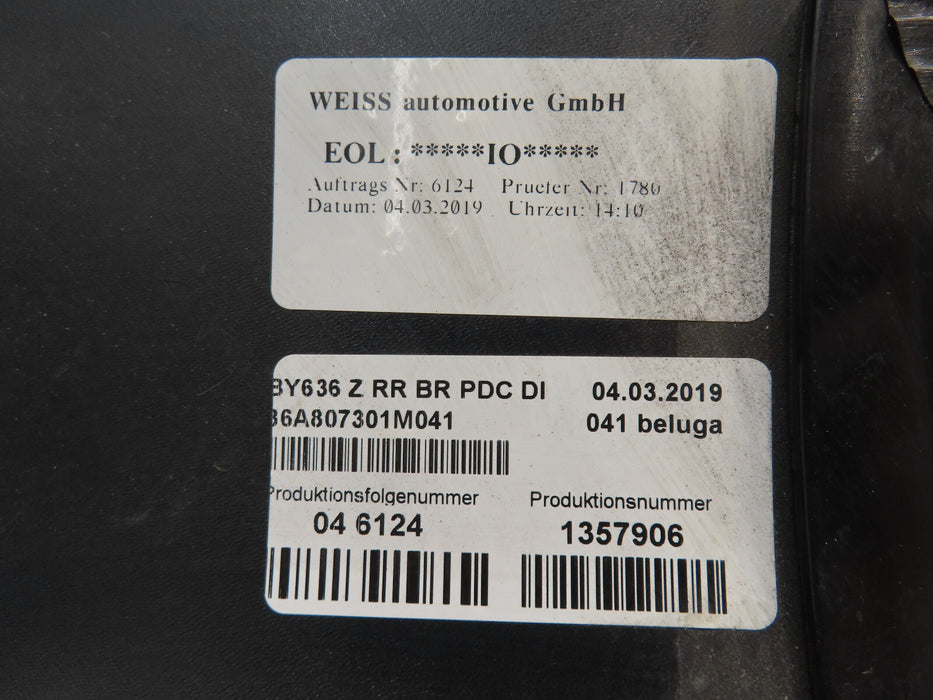 WEISS automotive GmbH
EOL : *****IO*****
Auftrags Nr: 6124 Pruefer Nr: 1780
Datum: 04.03.2019 Uhrzeit: 14:10
BY636 Z RR BR PDC DI 04.03.2019
36A807301M041 041 beluga
Produktionsfolgenummer Produktionsnummer
04 6124 1357906